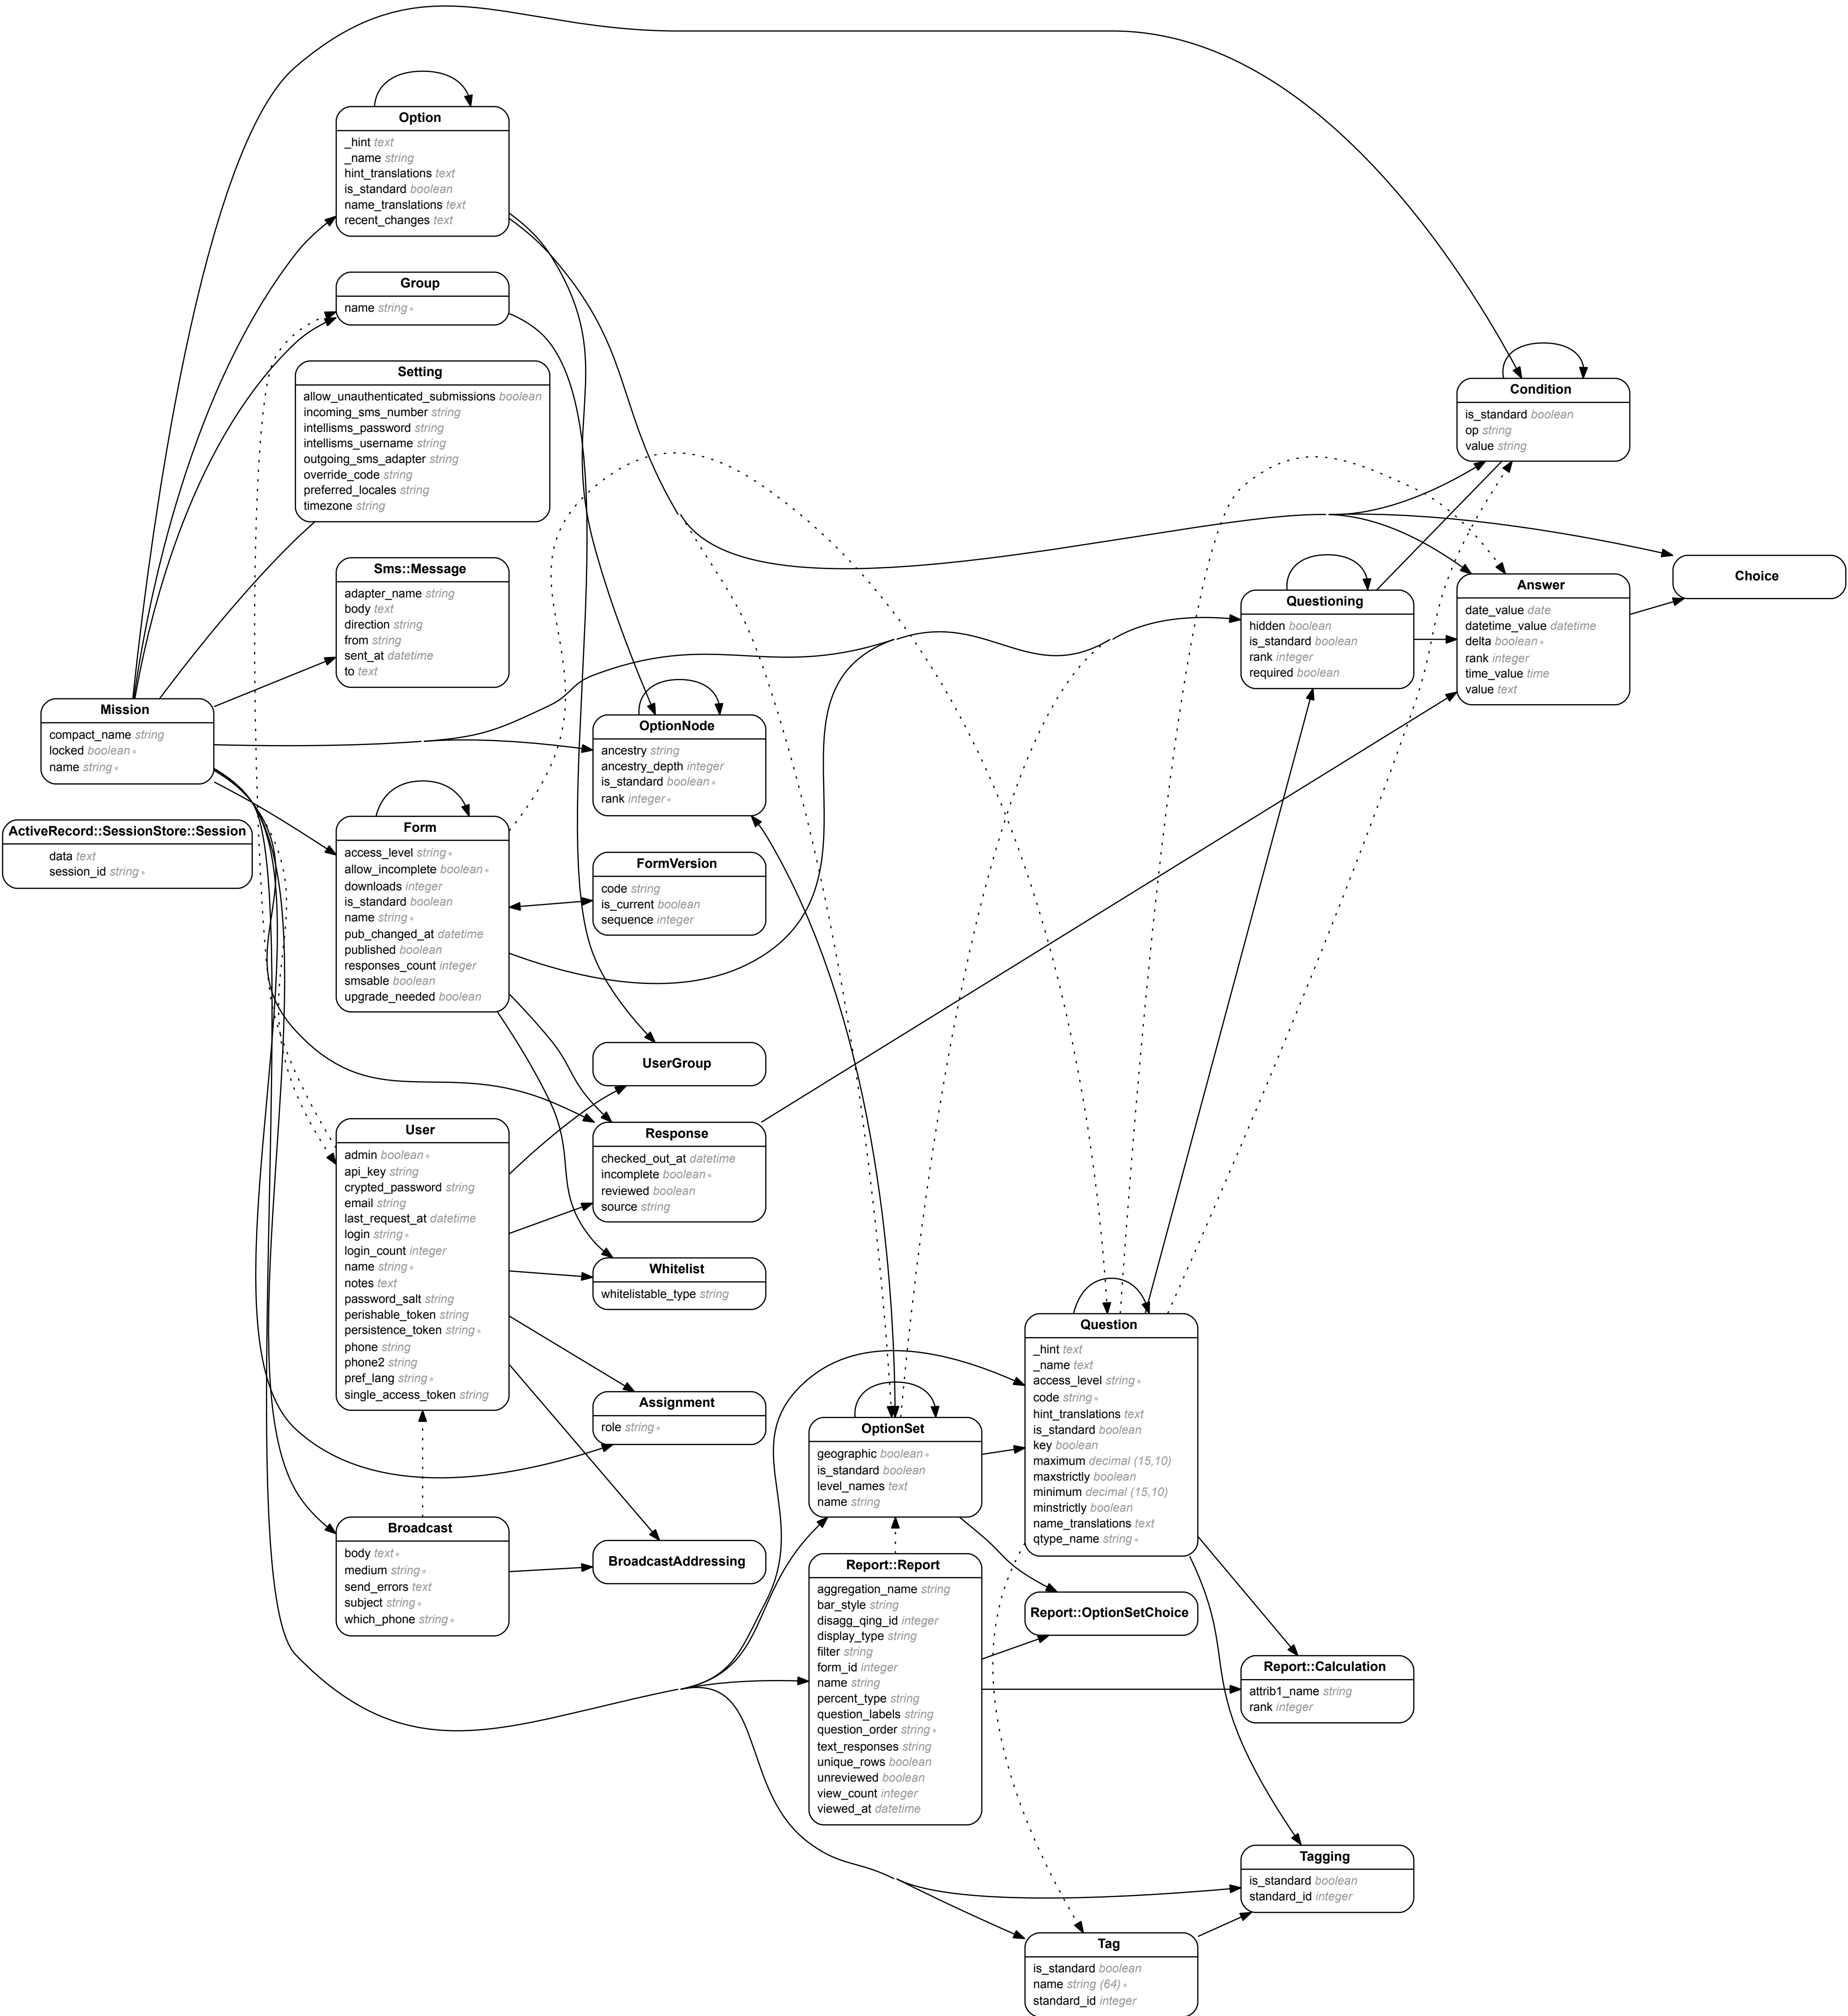 Option
_hint text
_name string
hint_translations text
is_standard boolean
name_translations text
recent_changes text
Group
name string *
Setting
allow_unauthenticated_submissions boolean
incoming_sms_number string
intellisms_password string
intellisms_username string
outgoing_sms_adapter string
override_code string
preferred_locales string
timezone string
Condition
is_standard boolean
op string
value string
Sms::Message
adapter_name string
body text
direction string
from string
sent_at datetime
to text
Choice
Questioning
hidden boolean
is_standard boolean
rank integer
required boolean
Answer
date_value date
datetime_value datetime
delta boolean *
rank integer
time_value time
value text
Mission
compact_name string
locked boolean *
name string *
OptionNode
ancestry string
ancestry_depth integer
is_standard boolean *
rank integer *
ActiveRecord::SessionStore::Session
data text
session_id string *
Form
access_level string *
allow_incomplete boolean *
downloads integer
is_standard boolean
name string *
pub_changed_at datetime
published boolean
responses_count integer
smsable boolean
upgrade_needed boolean
FormVersion
code string
is_current boolean
sequence integer
UserGroup
User
admin boolean *
api_key string
crypted_password string
email string
last_request_at datetime
login string *
login_count integer
name string *
notes text
password_salt string
perishable_token string
persistence_token string *
phone string
phone2 string
pref_lang string *
single_access_token string
Response
checked_out_at datetime
incomplete boolean *
reviewed boolean
source string
Whitelist
whitelistable_type string
Assignment
role string *
Question
_hint text
_name text
access_level string *
code string *
hint_translations text
is_standard boolean
key boolean
maximum decimal (15,10)
maxstrictly boolean
minimum decimal (15,10)
minstrictly boolean
name_translations text
qtype_name string *
OptionSet
geographic boolean *
is_standard boolean
level_names text
name string
Broadcast
body text *
medium string *
send_errors text
subject string *
which_phone string *
BroadcastAddressing
Report::Report
aggregation_name string
bar_style string
disagg_qing_id integer
display_type string
filter string
form_id integer
name string
percent_type string
question_labels string
question_order string *
text_responses string
unique_rows boolean
unreviewed boolean
view_count integer
viewed_at datetime
Report::OptionSetChoice
Report::Calculation
attrib1_name string
rank integer
Tagging
is_standard boolean
standard_id integer
Tag
is_standard boolean
name string (64) *
standard_id integer